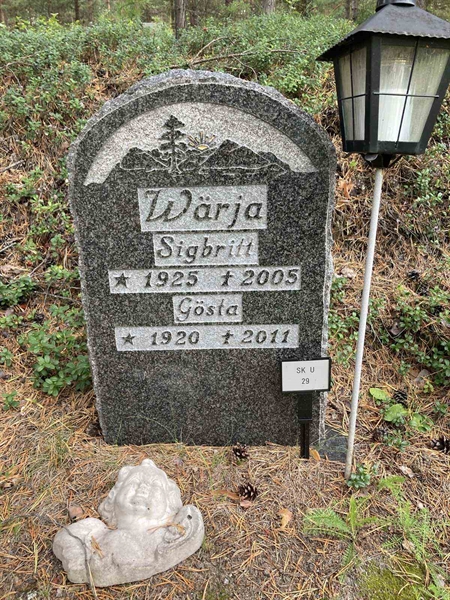 Wärja
Sigbritt
★ 1925 ✝ 2005
Gösta
★ 1920 ✝ 2011
SK U
29